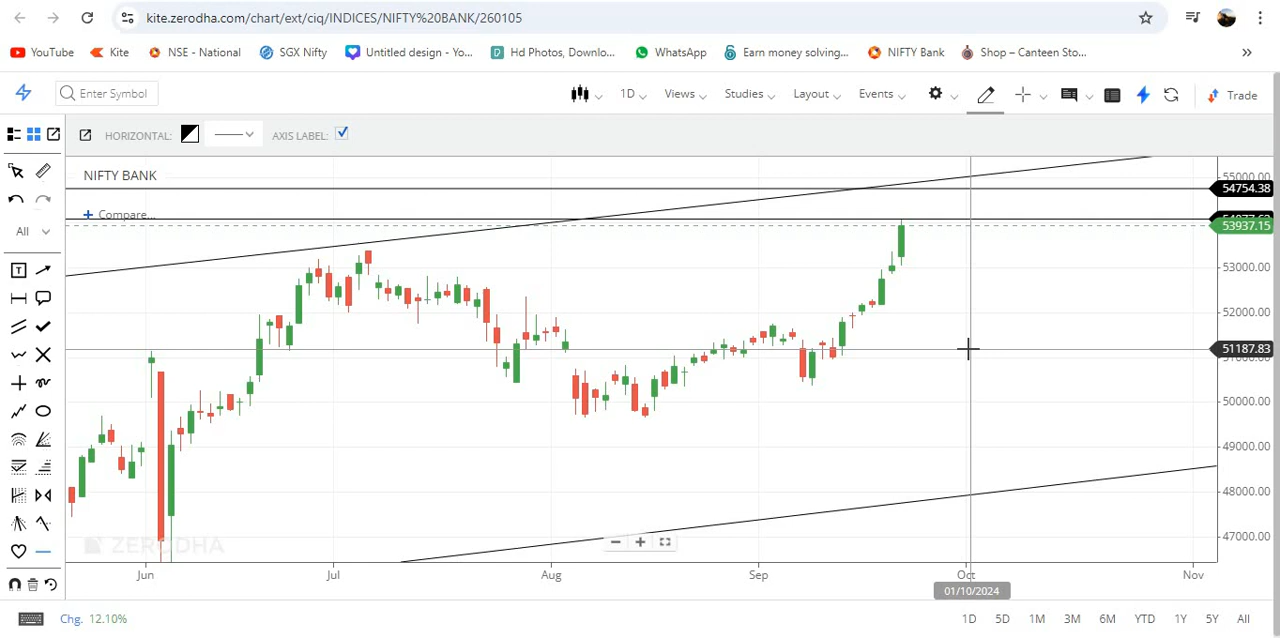 kite.zerodha.com/chart/ext/ciq/INDICES/NIFTY%20BANK/260105
YouTube Kite NSE - National SGX Nifty Untitled design - Yo... Hd Photos, Downlo... WhatsApp Earn money solving... NIFTY Bank Shop – Canteen Sto... »
Enter Symbol 1D Views Studies Layout Events Trade
HORIZONTAL: AXIS LABEL:
NIFTY BANK
55000.00
54754.38
+ Compare...
53937.15
All
53000.00
52000.00
51187.83
50000.00
49000.00
48000.00
47000.00
ZERODHA
Jun Jul Aug Sep Oct Nov
01/10/2024
Chg. 12.10% 1D 5D 1M 3M 6M YTD 1Y 5Y All